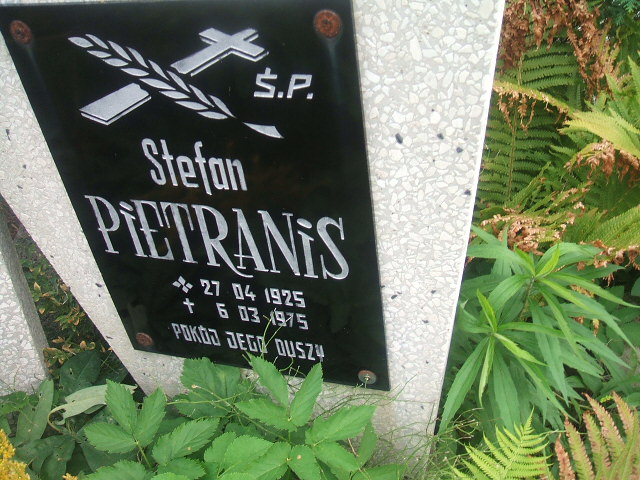 Ś.P.
Stefan
PIETRANIS
27 04 1925
✝ 6 03 1975
POKÓJ JEGO DUSZY